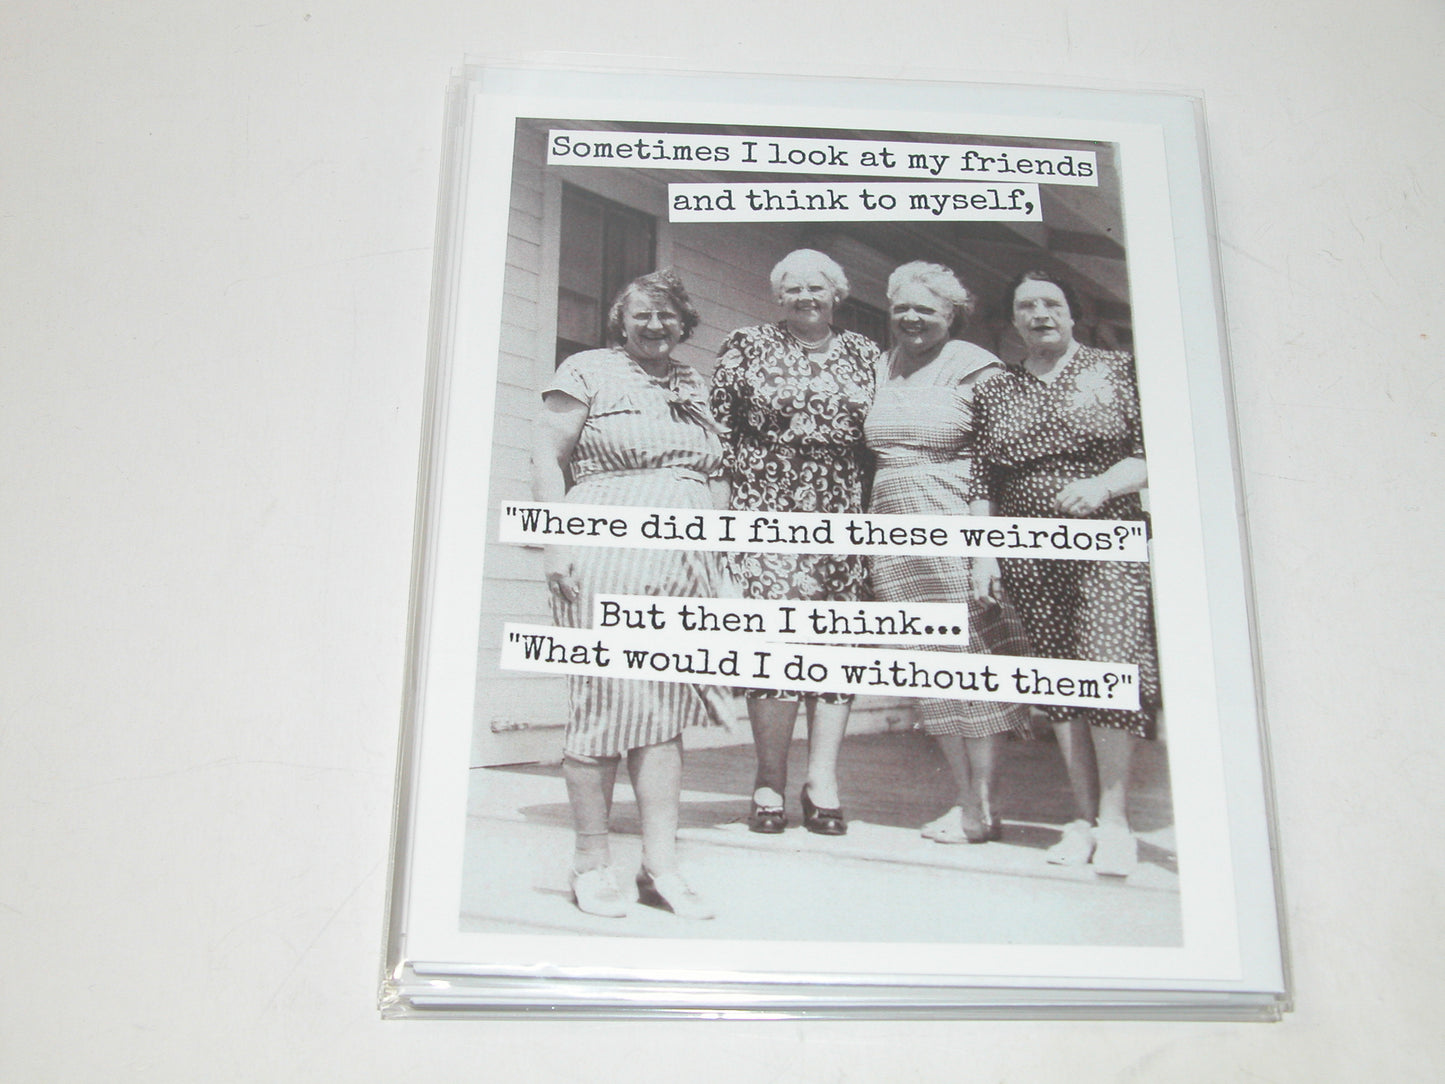 Sometimes I look at my friends
and think to myself,
"Where did I find these weirdos?"
But then I think...
"What would I do without them?"